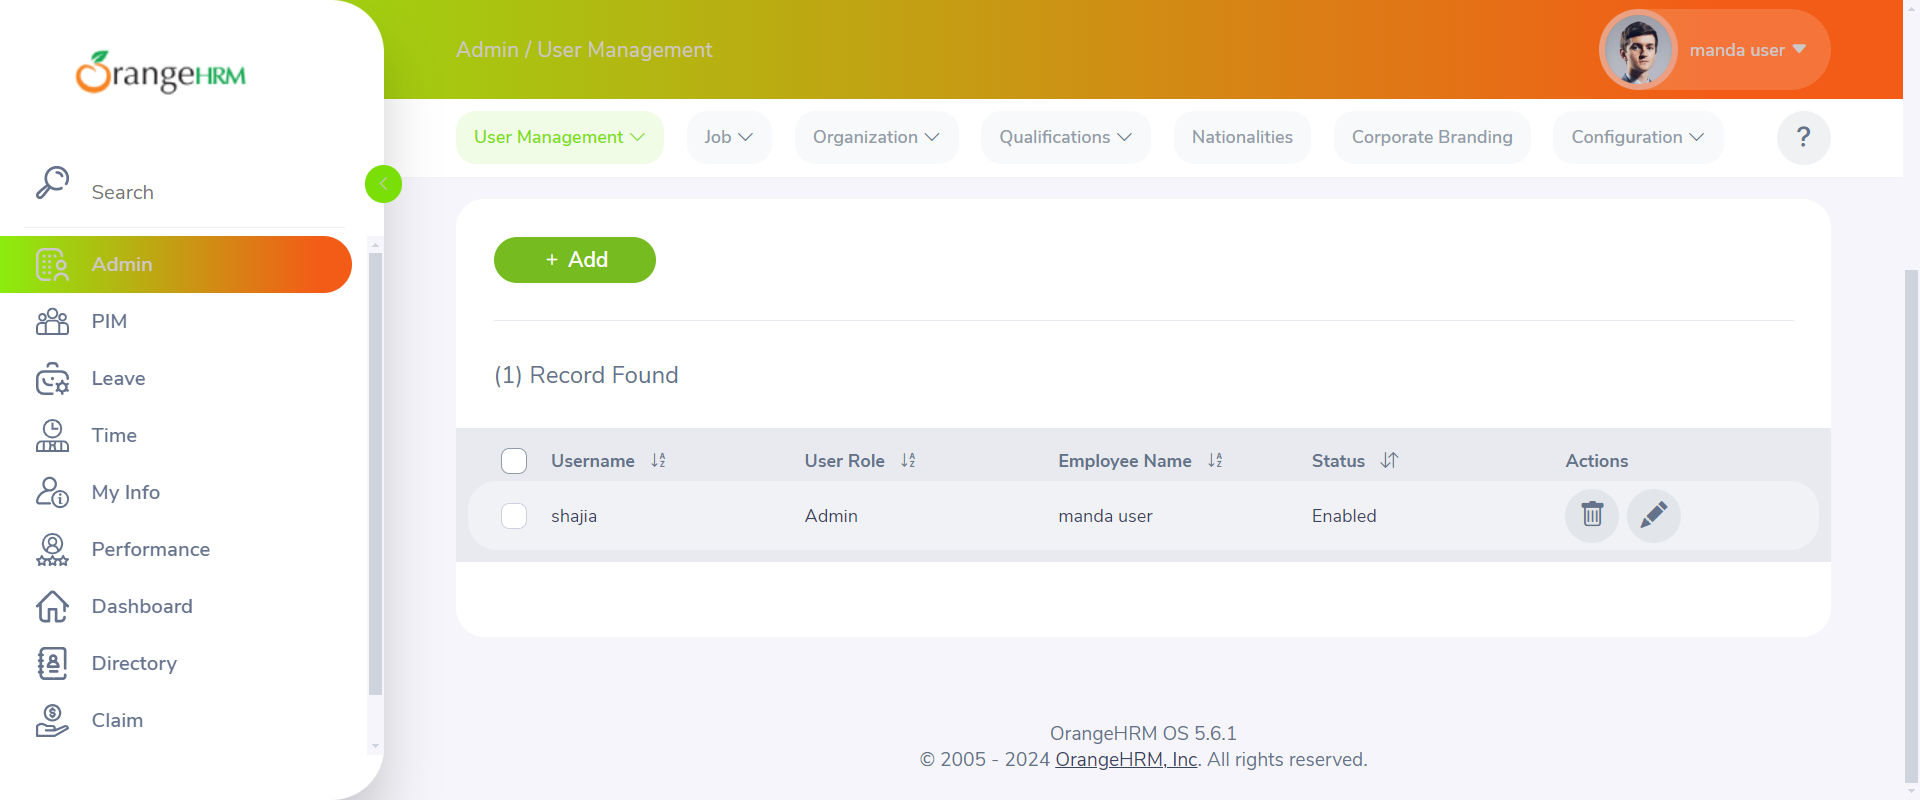 OrangeHRM
Search
Admin
PIM
Leave
Time
My Info
Performance
Dashboard
Directory
Claim
Admin / User Management
manda user
User Management
Job
Organization
Qualifications
Nationalities
Corporate Branding
Configuration
?
+ Add
(1) Record Found
Username User Role Employee Name Status Actions
shajia Admin manda user Enabled
OrangeHRM OS 5.6.1
© 2005 - 2024 OrangeHRM, Inc. All rights reserved.